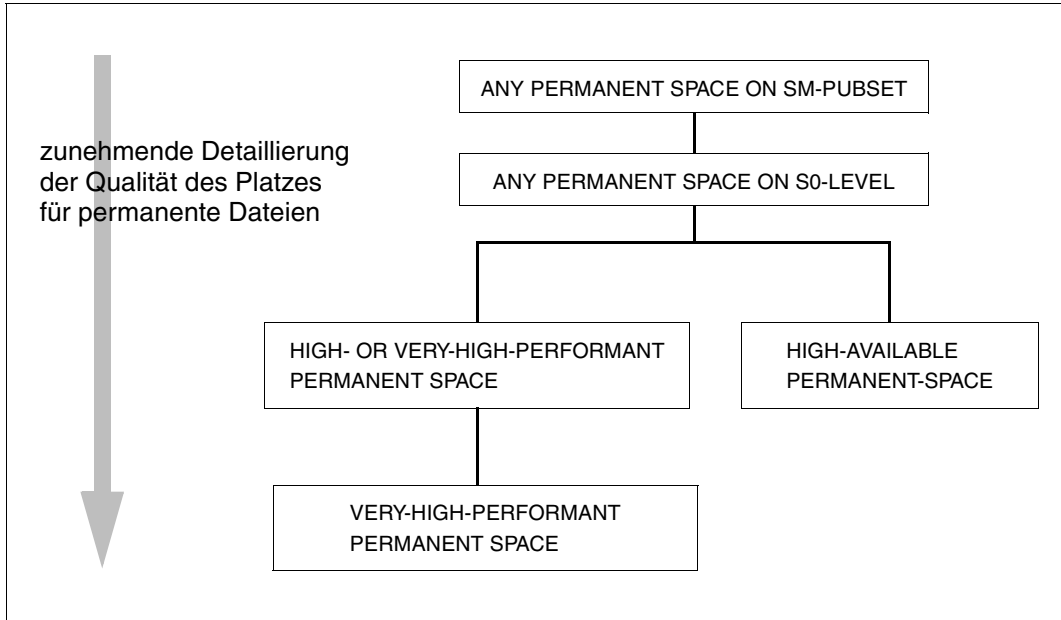 ANY PERMANENT SPACE ON SM-PUBSET
zunehmende Detaillierung
der Qualität des Platzes
für permanente Dateien
ANY PERMANENT SPACE ON S0-LEVEL
HIGH- OR VERY-HIGH-PERFORMANT
PERMANENT SPACE
HIGH-AVAILABLE
PERMANENT-SPACE
VERY-HIGH-PERFORMANT
PERMANENT SPACE